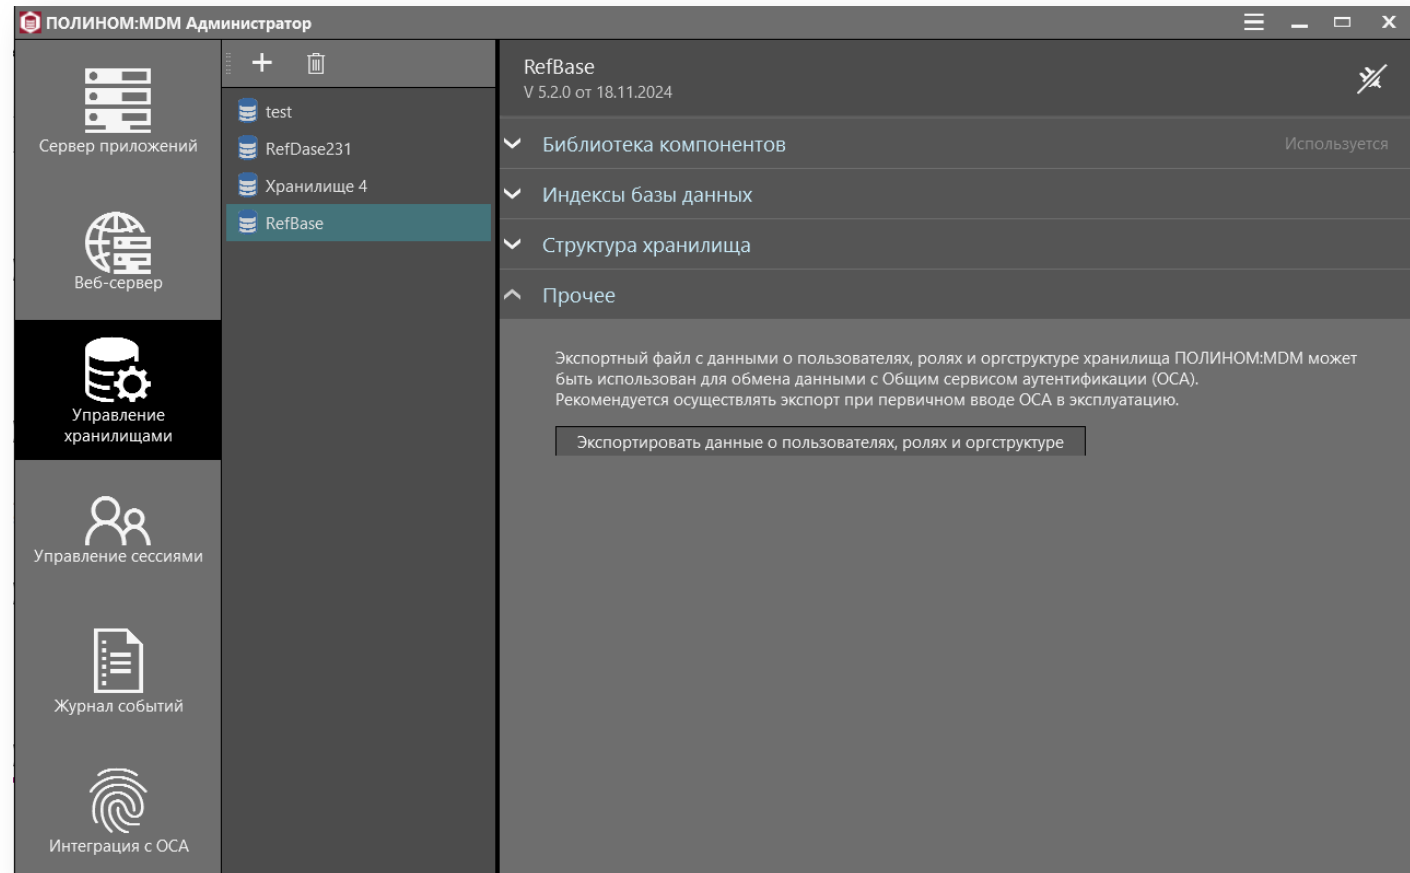 ПОЛИНОМ:MDM Администратор
Сервер приложений
Веб-сервер
Управление
хранилищами
Управление сессиями
Журнал событий
Интеграция с ОСА
test
RefDase231
Хранилище 4
RefBase
RefBase
V 5.2.0 от 18.11.2024
Библиотека компонентов
Используется
Индексы базы данных
Структура хранилища
Прочее
Экспортный файл с данными о пользователях, ролях и оргструктуре хранилища ПОЛИНОМ:MDM может
быть использован для обмена данными с Общим сервисом аутентификации (ОСА).
Рекомендуется осуществлять экспорт при первичном вводе ОСА в эксплуатацию.
Экспортировать данные о пользователях, ролях и оргструктуре